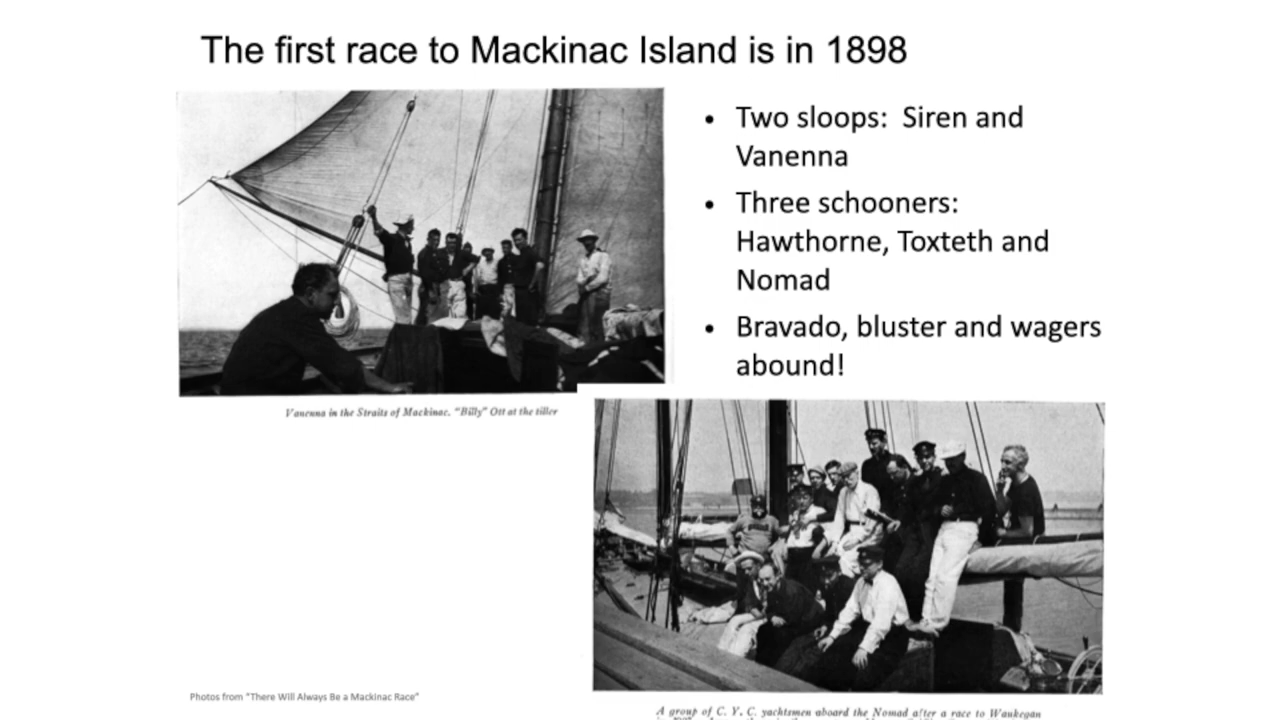 The first race to Mackinac Island is in 1898
• Two sloops:  Siren and
Vanenna
• Three schooners:
Hawthorne, Toxteth and
Nomad
• Bravado, bluster and wagers
abound!
Vanenna in the Straits of Mackinac. "Billy" Ott at the tiller
A group of C. Y. C. yachtsmen aboard the Nomad after a race to Waukegan
Photos from "There Will Always Be a Mackinac Race"